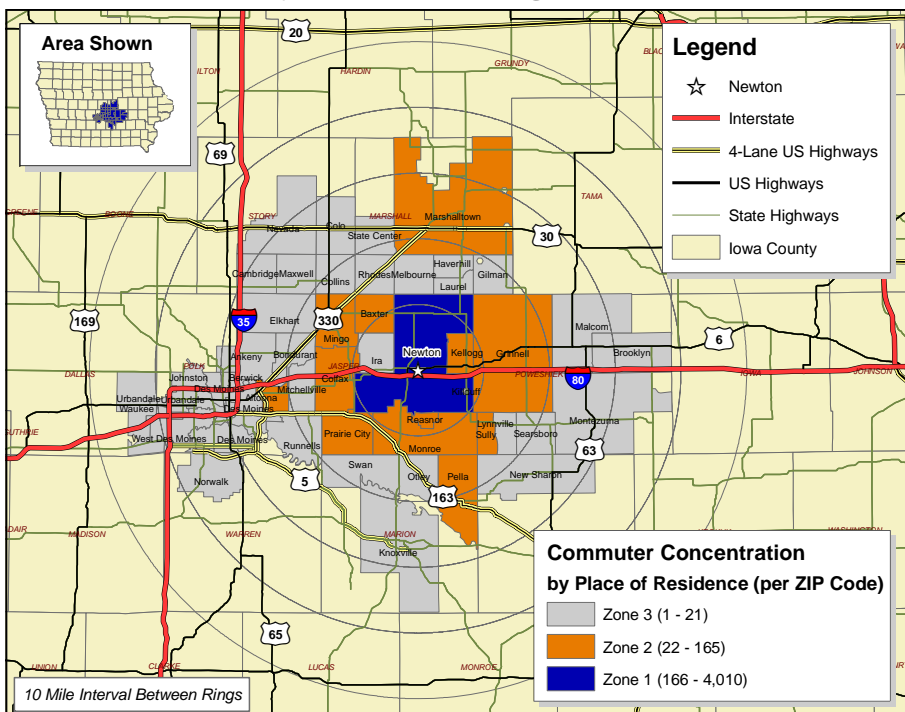 Area Shown
Legend
Newton
Interstate
4-Lane US Highways
US Highways
State Highways
Iowa County
20
HARDIN
GRUNDY
69
TAMA
GREENE
BOONE
STORY
MARSHALL
Marshalltown
Nevada
Colo
State Center
30
Cambridge
Maxwell
Collins
Rhodes
Melbourne
Haverhill
Laurel
Gilman
169
35
330
Elkhart
Baxter
Mingo
Malcom
6
Newton
Ira
Kellogg
Grinnell
Brooklyn
Ankeny
Bondurant
DALLAS
POLK
JASPER
POWESHIEK
IOWA
JOHNSON
Johnston
Berwick
Des Moines
Colfax
80
Mitchellville
Altoona
Urbandale
Urbandale
Waukee
Des Moines
Reasnor
Lynnville
Sully
Searsboro
Montezuma
GUTHRIE
West Des Moines
Des Moines
Runnells
Prairie City
Monroe
63
Swan
Otley
Pella
New Sharon
Norwalk
5
163
MADISON
WARREN
MARION
Knoxville
65
UNION
CLARKE
LUCAS
MONROE
Commuter Concentration
by Place of Residence (per ZIP Code)
Zone 3 (1 - 21)
Zone 2 (22 - 165)
Zone 1 (166 - 4,010)
10 Mile Interval Between Rings